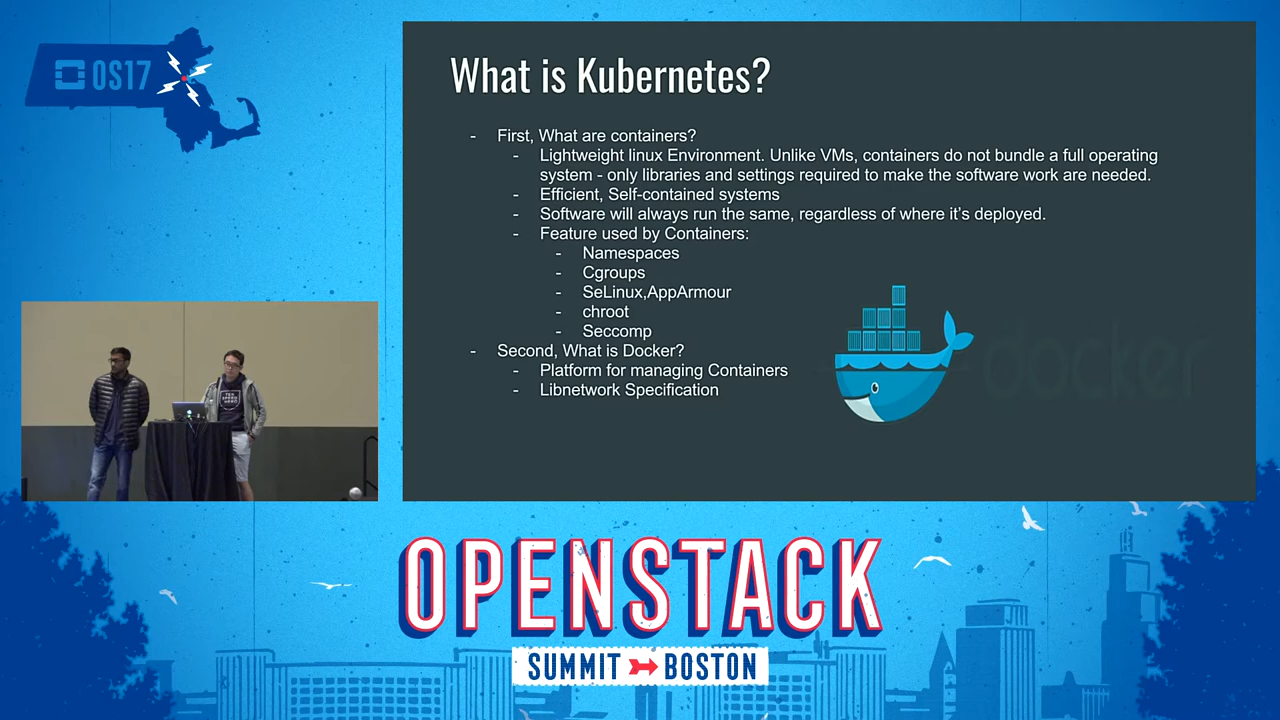 OS17
What is Kubernetes?
- First, What are containers?
- Lightweight linux Environment. Unlike VMs, containers do not bundle a full operating
system - only libraries and settings required to make the software work are needed.
- Efficient, Self-contained systems
- Software will always run the same, regardless of where it's deployed.
- Feature used by Containers:
- Namespaces
- Cgroups
- SeLinux,AppArmour
- chroot
- Seccomp
- Second, What is Docker?
- Platform for managing Containers
- Libnetwork Specification
docker
OPENSTACK
SUMMIT BOSTON